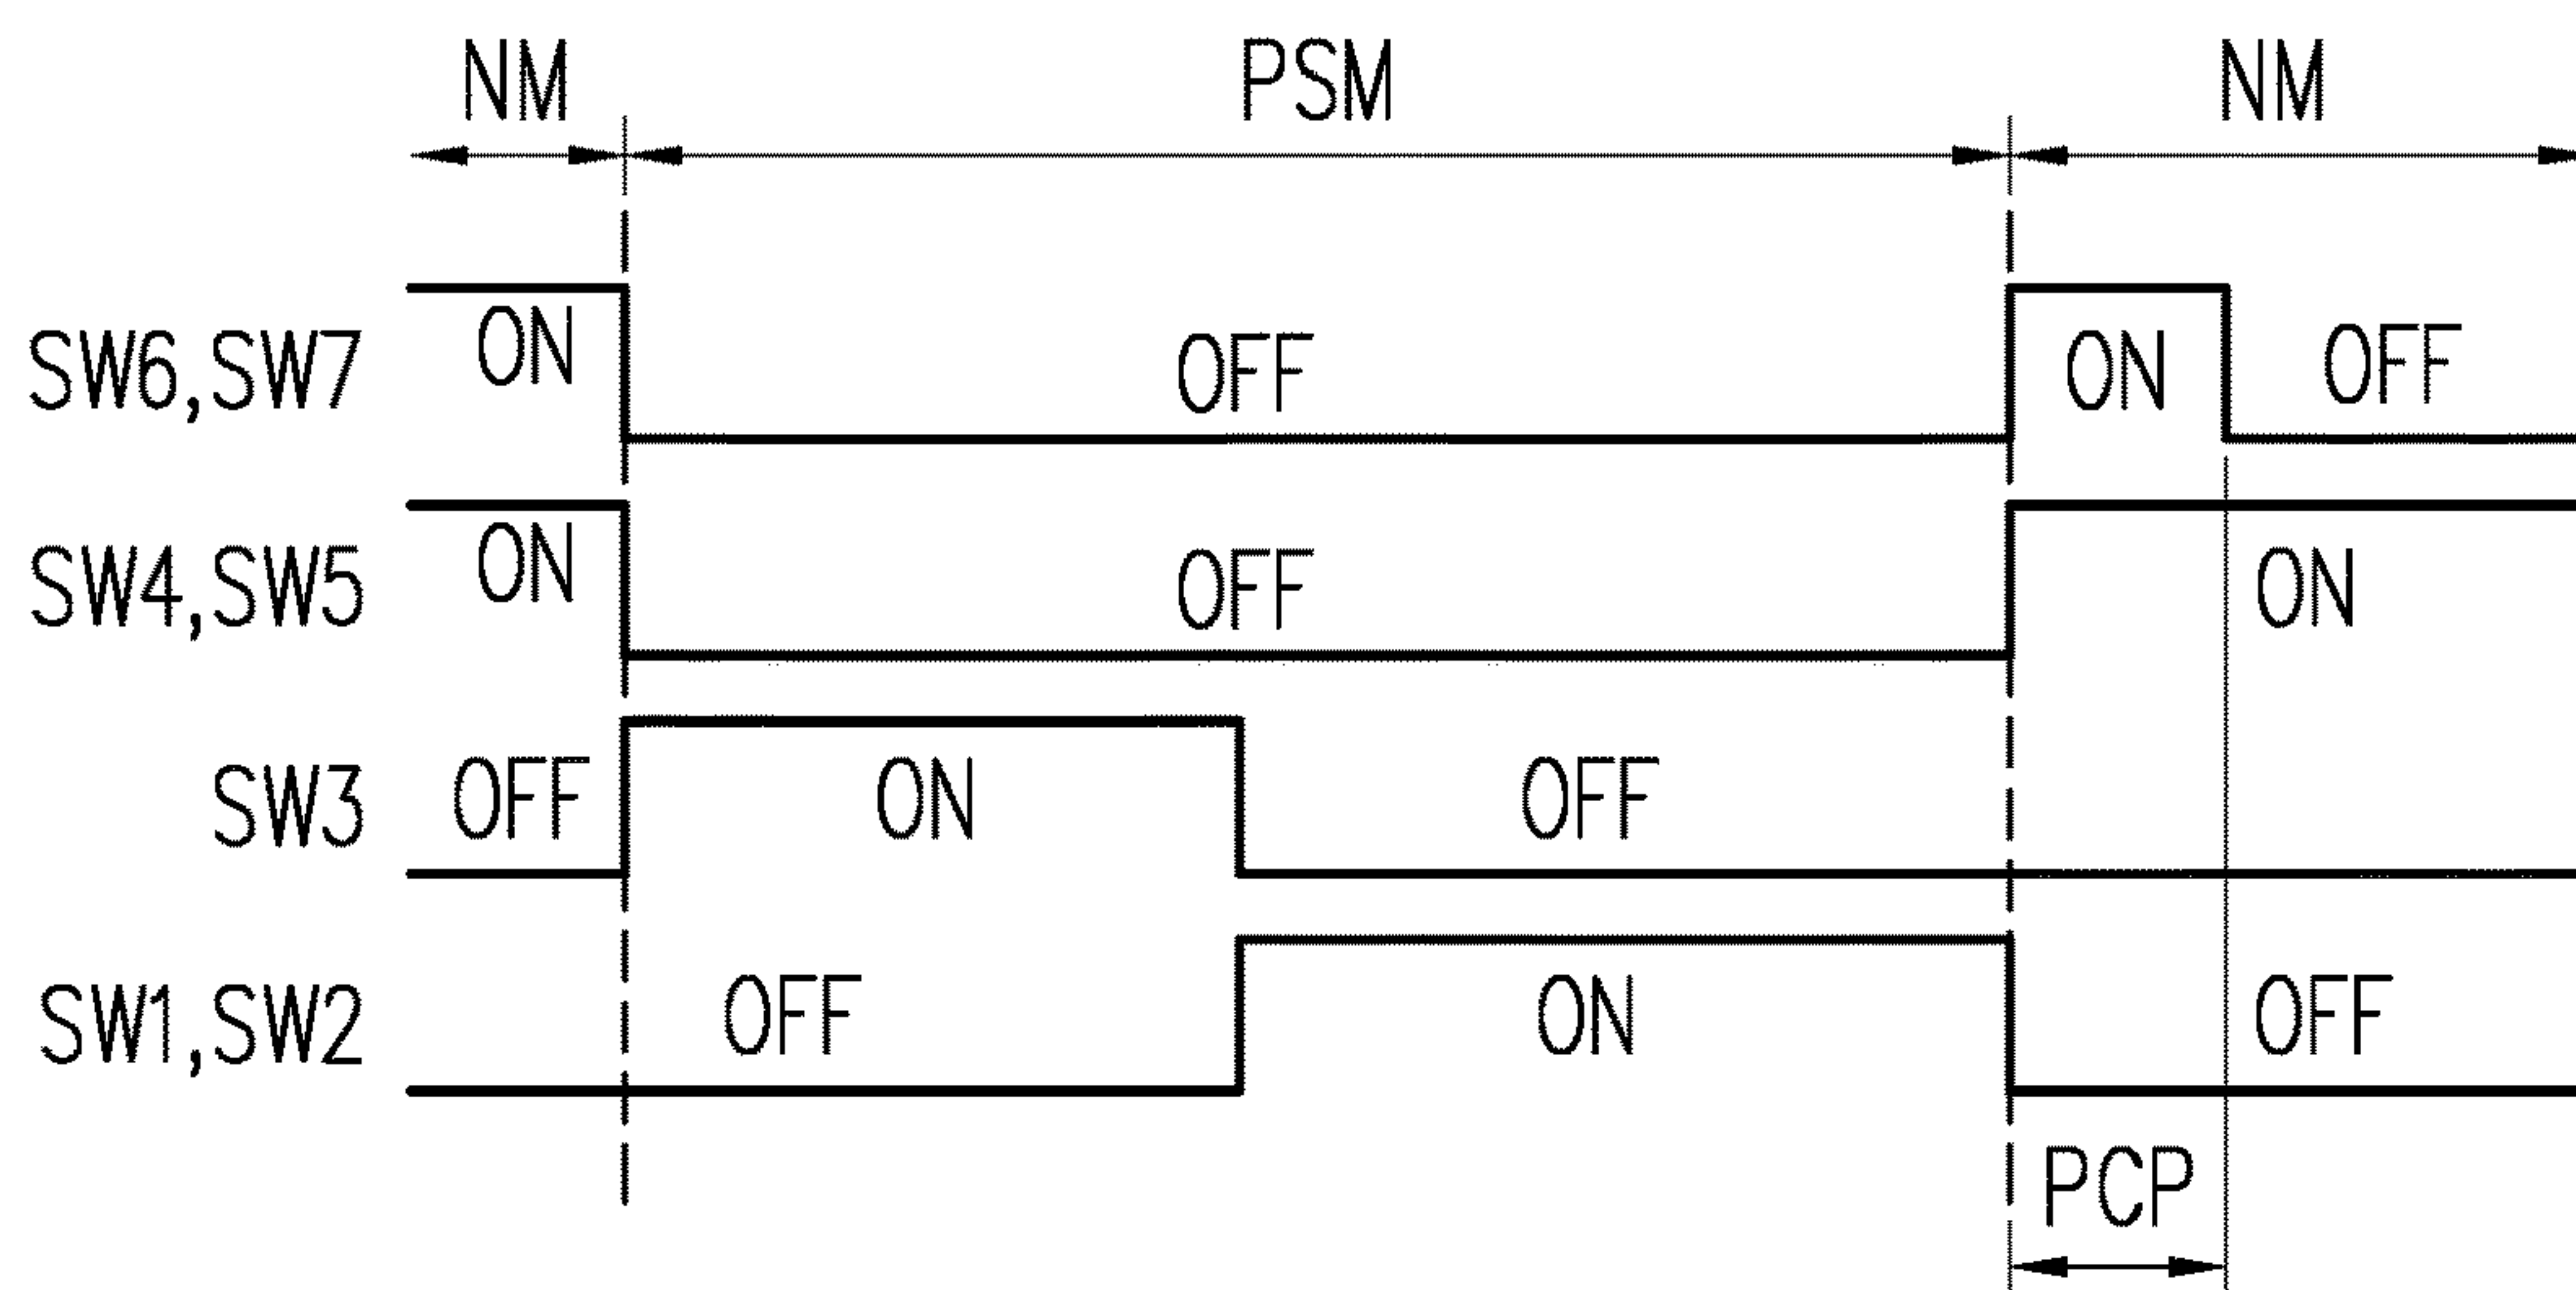 NM PSM NM
SW6,SW7 ON OFF ON OFF
SW4,SW5 ON OFF ON
SW3 OFF ON OFF
SW1,SW2 OFF ON OFF
PCP